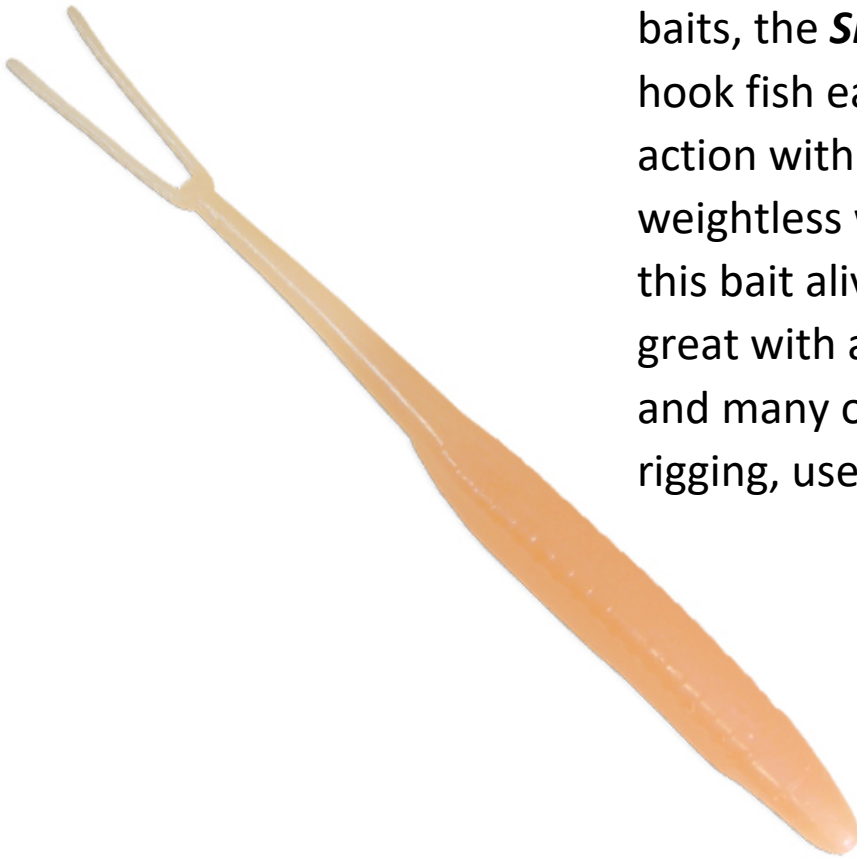 baits, the
hook fish ea
action with
weightless
this bait aliv
great with a
and many
rigging, use